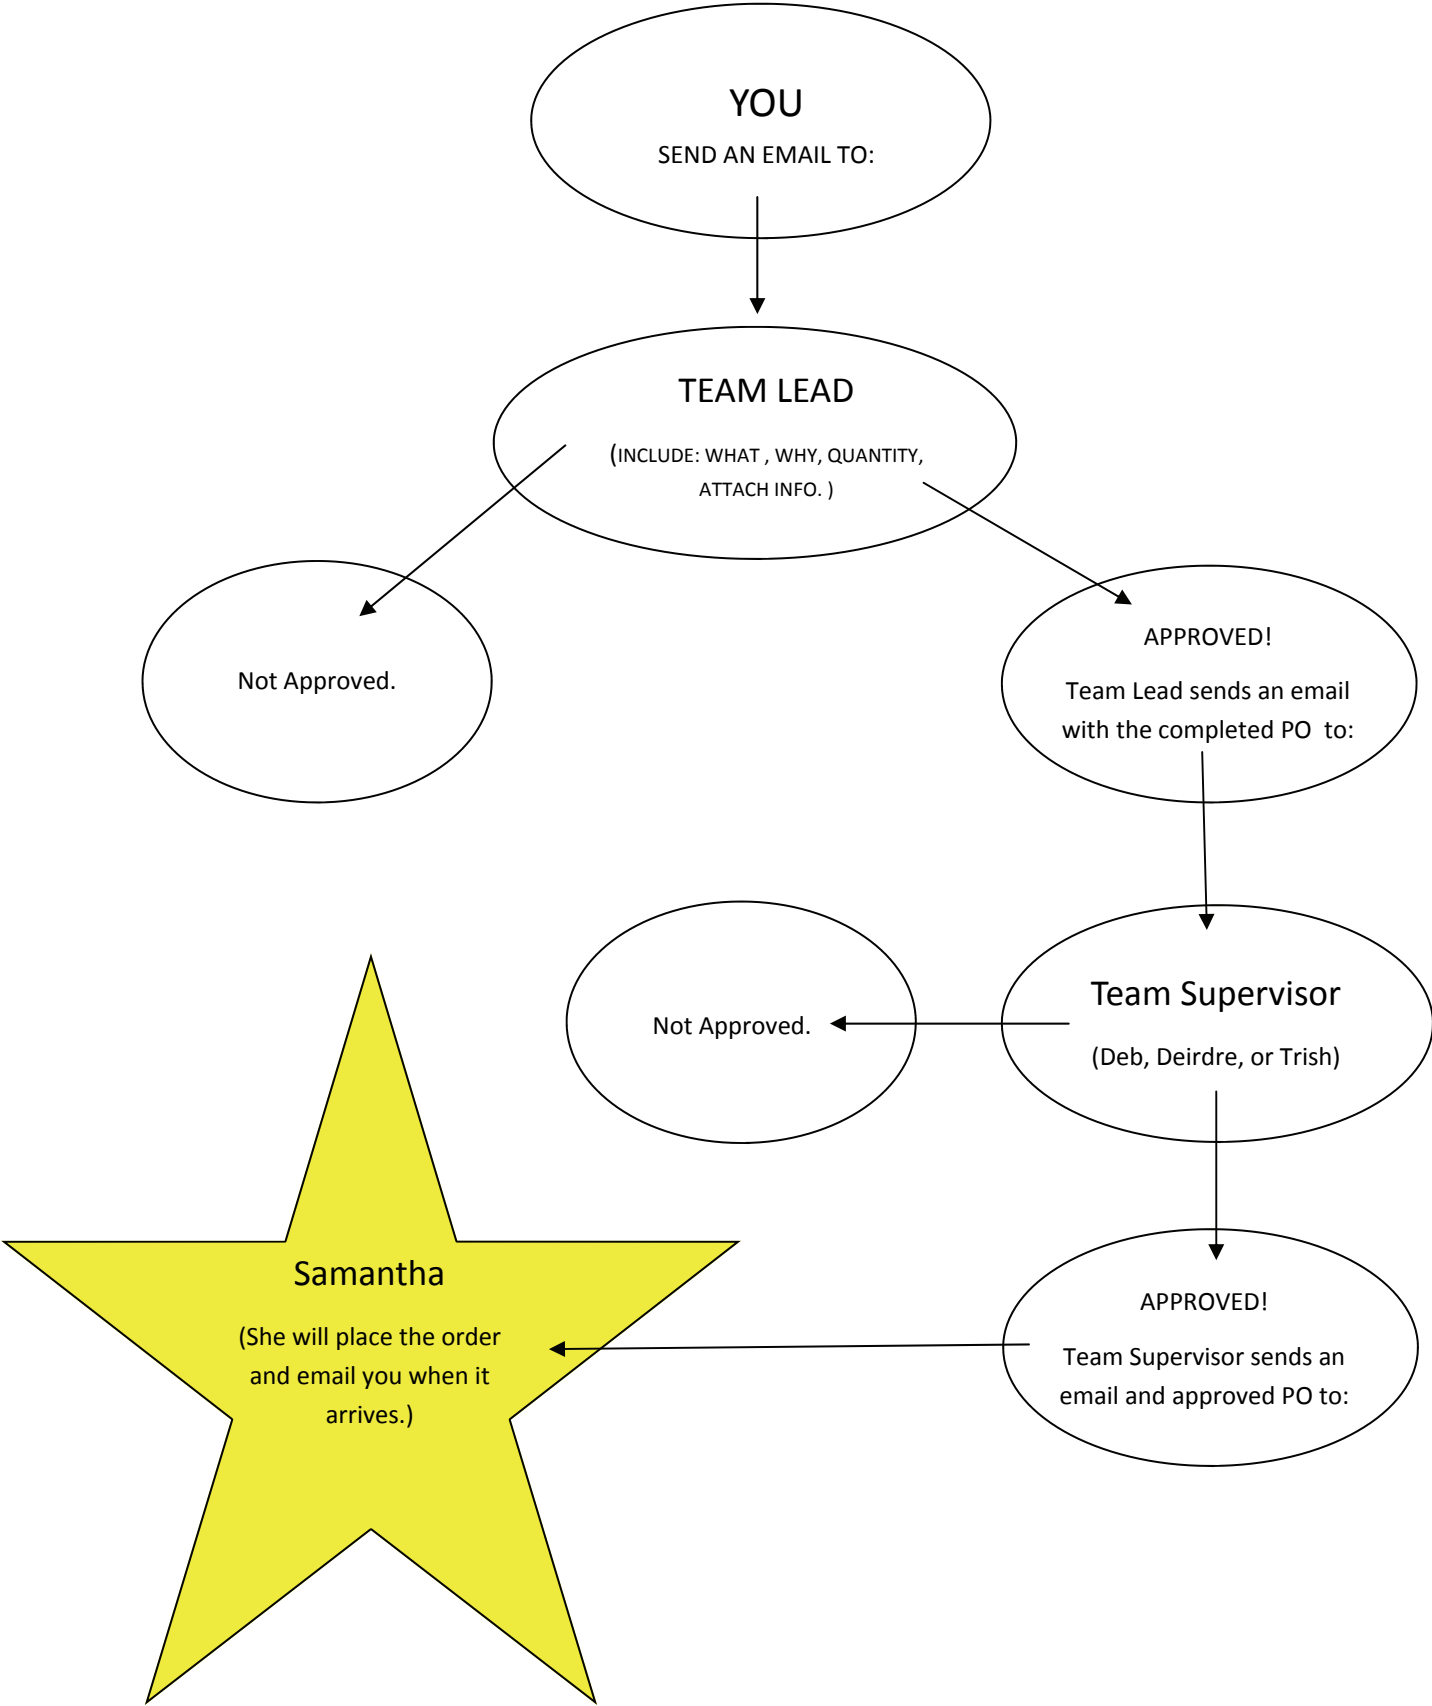 YOU
SEND AN EMAIL TO:
TEAM LEAD
(INCLUDE: WHAT , WHY, QUANTITY,
ATTACH INFO. )
Not Approved.
APPROVED!
Team Lead sends an email
with the completed PO  to:
Not Approved.
Team Supervisor
(Deb, Deirdre, or Trish)
Samantha
(She will place the order
and email you when it
arrives.)
APPROVED!
Team Supervisor sends an
email and approved PO to: